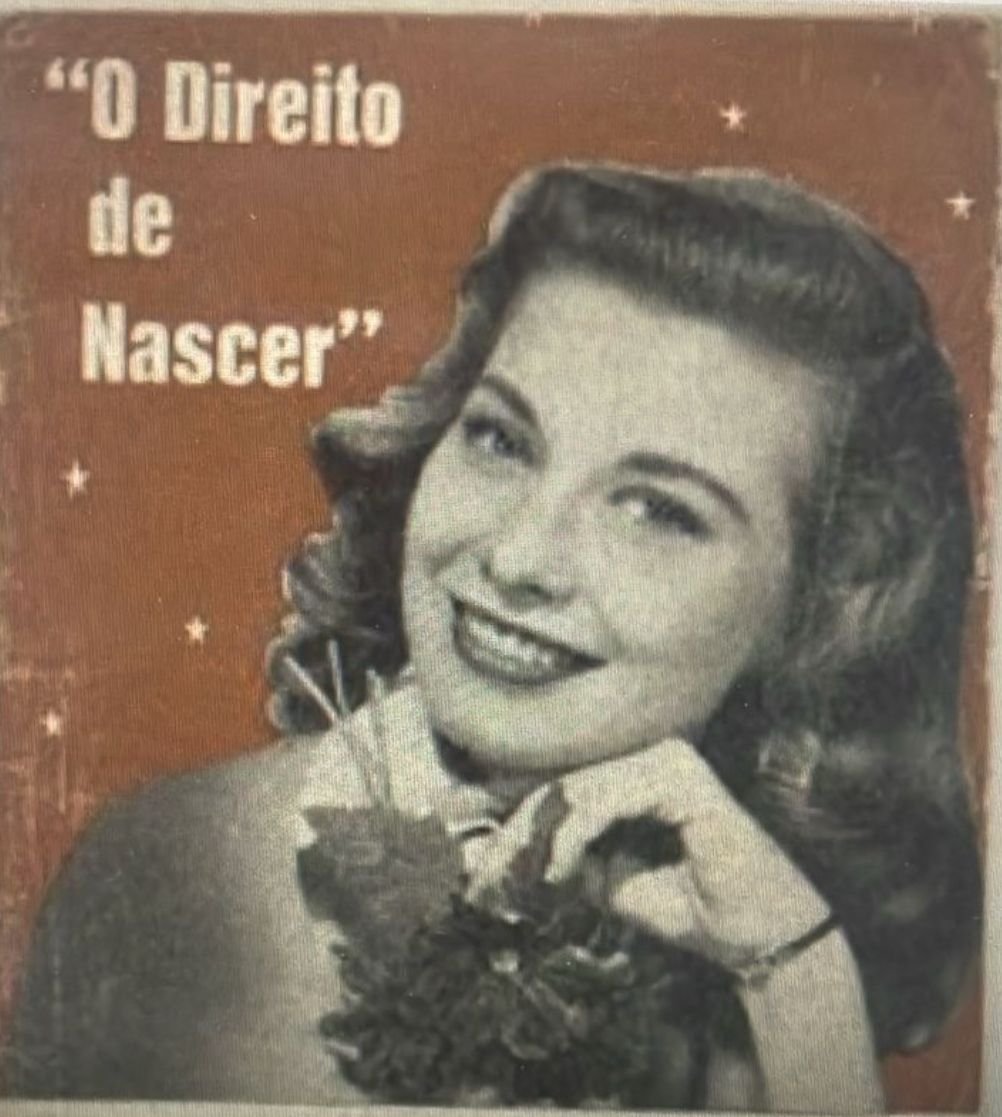 “O Direito
de
Nascer”